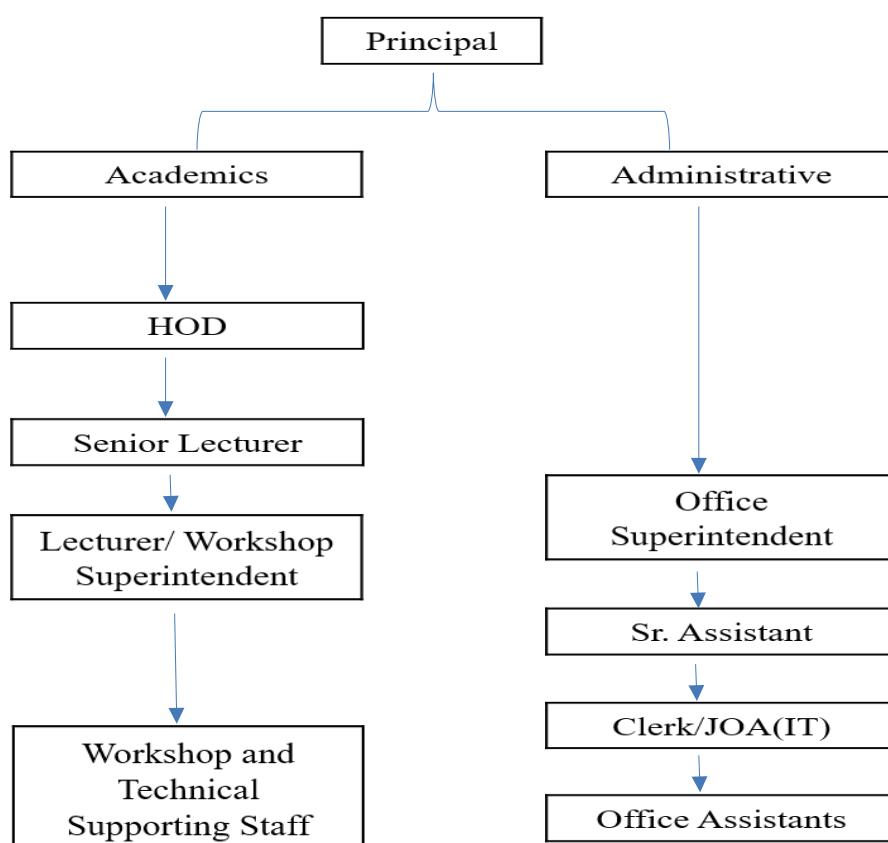 Principal
Academics
Administrative
HOD
Senior Lecturer
Lecturer/ Workshop
Superintendent
Workshop and
Technical
Supporting Staff
Office
Superintendent
Sr. Assistant
Clerk/JOA(IT)
Office Assistants